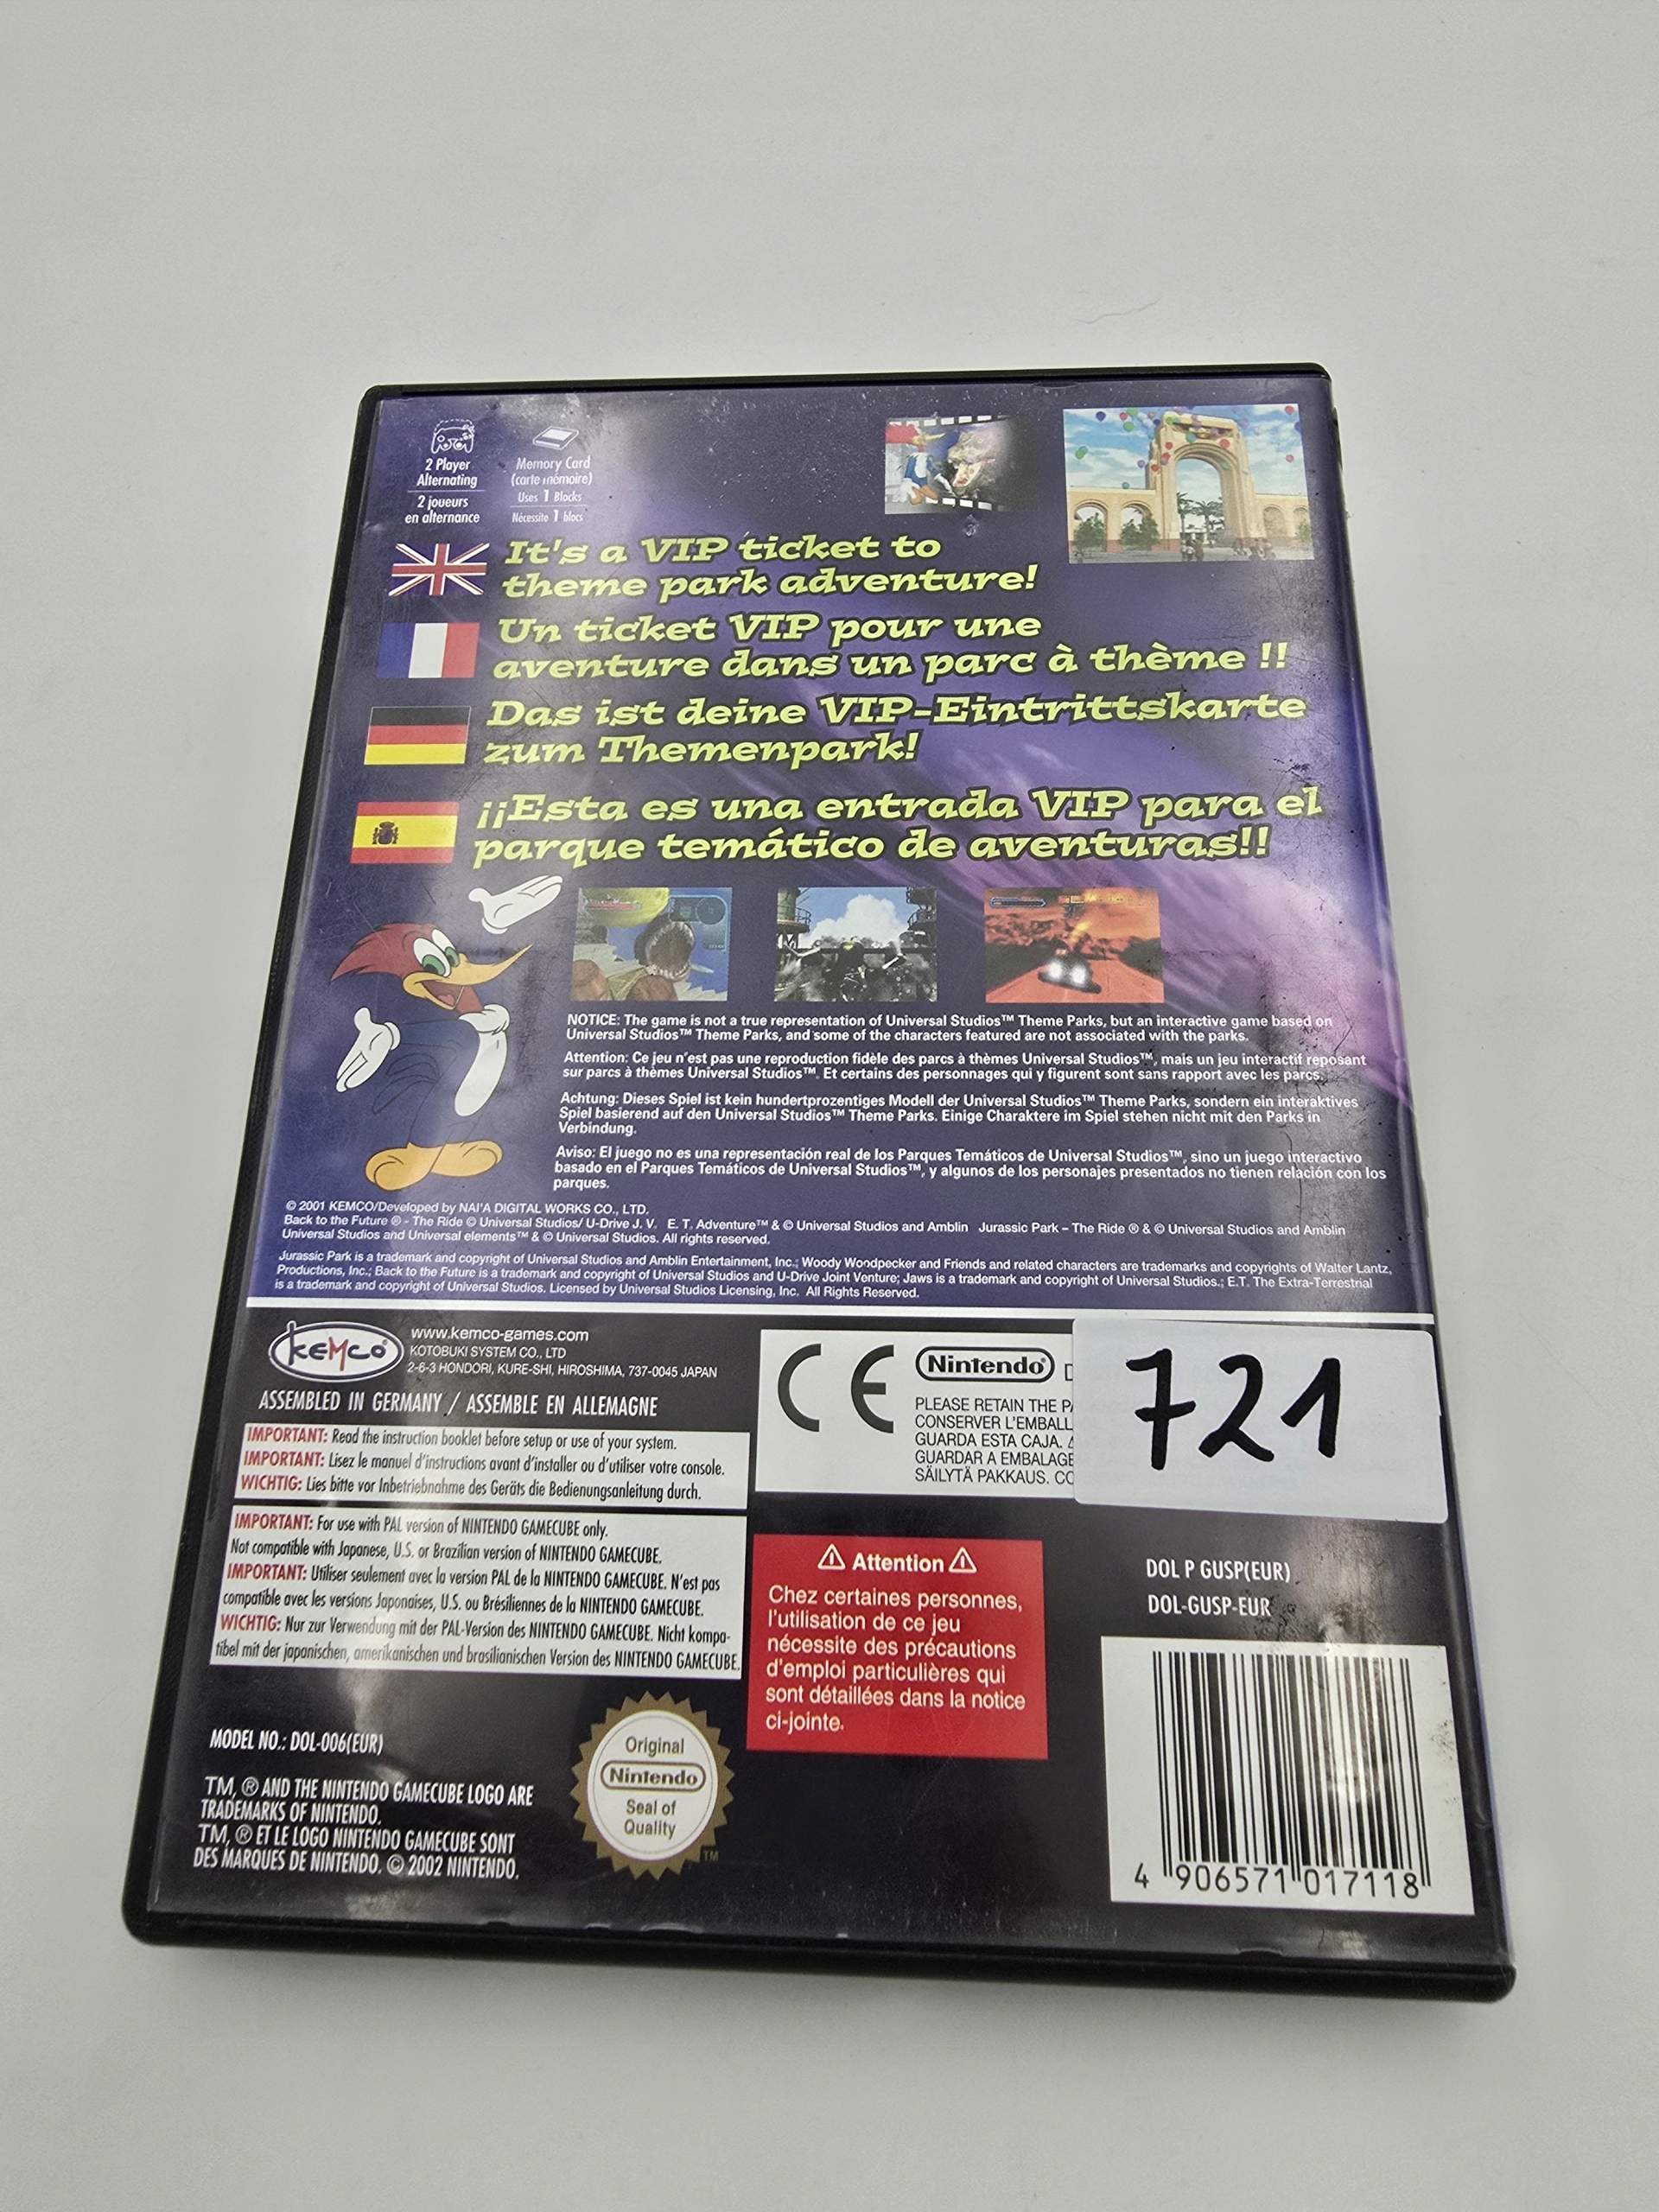 2 Player
Alternating
2 joueurs
en alternance
Memory Card
(carte mémoire)
Uses 1 Blocks
Nécessite 1 blocs
It's a VIP ticket to
theme park adventure!
Un ticket VIP pour une
aventure dans un parc à thème !!
Das ist deine VIP-Eintrittskarte
zum Themenpark!
¡¡Esta es una entrada VIP para el
parque temático de aventuras!!
NOTICE: The game is not a true representation of Universal Studios™ Theme Parks, but an interactive game based on
Universal Studios™ Theme Parks, and some of the characters featured are not associated with the parks.
Attention: Ce jeu n'est pas une reproduction fidèle des parcs à thèmes Universal Studios™, mais un jeu interactif reposant
sur parcs à thèmes Universal Studios™. Et certains des personnages qui y figurent sont sans rapport avec les parcs.
Achtung: Dieses Spiel ist kein hundertprozentiges Modell der Universal Studios™ Theme Parks, sondern ein interaktives
Spiel basierend auf den Universal Studios™ Theme Parks. Einige Charaktere im Spiel stehen nicht mit den Parks in
Verbindung.
Aviso: El juego no es una representación real de los Parques Temáticos de Universal Studios™, sino un juego interactivo
basado en el Parques Temáticos de Universal Studios™, y algunos de los personajes presentados no tienen relación con los
parques.
© 2001 KEMCO/Developed by NAI'A DIGITAL WORKS CO., LTD.
Back to the Future ® - The Ride © Universal Studios/ U-Drive J. V. E. T. Adventure™ & © Universal Studios and Amblin Jurassic Park – The Ride ® & © Universal Studios and Amblin
Universal Studios and Universal elements™ & © Universal Studios. All rights reserved.
Jurassic Park is a trademark and copyright of Universal Studios and Amblin Entertainment, Inc.; Woody Wondpecker and Friends and related characters are trademarks and copyrights of Walter Lantz,
Productions, Inc.; Back to the Future is a trademark and copyright of Universal Studios and U-Drive Joint Venture; Jaws is a trademark and copyright of Universal Studios.; E.T. The Extra-Terrestrial
is a trademark and copyright of Universal Studios. Licensed by Universal Studios Licensing, Inc. All Rights Reserved.
KEMCO®
www.kemco-games.com
KOTOBUKI SYSTEM CO., LTD
2-6-3 HONDORI, KURE-SHI, HIROSHIMA, 737-0045 JAPAN
ASSEMBLED IN GERMANY / ASSEMBLE EN ALLEMAGNE
IMPORTANT: Read the instruction booklet before setup or use of your system.
IMPORTANT: Lisez le manuel d'instructions avant d'installer ou d'utiliser votre console.
WICHTIG: Lies bitte vor Inbetriebnahme des Geräts die Bedienungsanleitung durch.
IMPORTANT: For use with PAL version of NINTENDO GAMECUBE only.
Not compatible with Japanese, U.S. or Brazilian version of NINTENDO GAMECUBE.
IMPORTANT: Utiliser seulement avec la version PAL de la NINTENDO GAMECUBE. N'est pas
compatible avec les versions Japonaises, U.S. ou Brésiliennes de la NINTENDO GAMECUBE.
WICHTIG: Nur zur Verwendung mit der PAL-Version des NINTENDO GAMECUBE. Nicht kompa-
tibel mit der japanischen, amerikanischen und brasilianischen Version des NINTENDO GAMECUBE.
MODEL NO.: DOL-006(EUR)
TM, ® AND THE NINTENDO GAMECUBE LOGO ARE
TRADEMARKS OF NINTENDO.
TM, ® ET LE LOGO NINTENDO GAMECUBE SONT
DES MARQUES DE NINTENDO. © 2002 NINTENDO.
Original
Nintendo
Seal of
Quality
TM
CE
Nintendo®
PLEASE RETAIN THE
CONSERVER L'EMBALL
GUARDA ESTA CAJA.
GUARDAR A EMBALAGE
SÄILYTÄ PAKKAUS.
721
⚠ Attention ⚠
Chez certaines personnes,
l'utilisation de ce jeu
nécessite des précautions
d'emploi particulières qui
sont détaillées dans la notice
ci-jointe.
DOL P GUSP(EUR)
DOL-GUSP-EUR
4 906571 017118